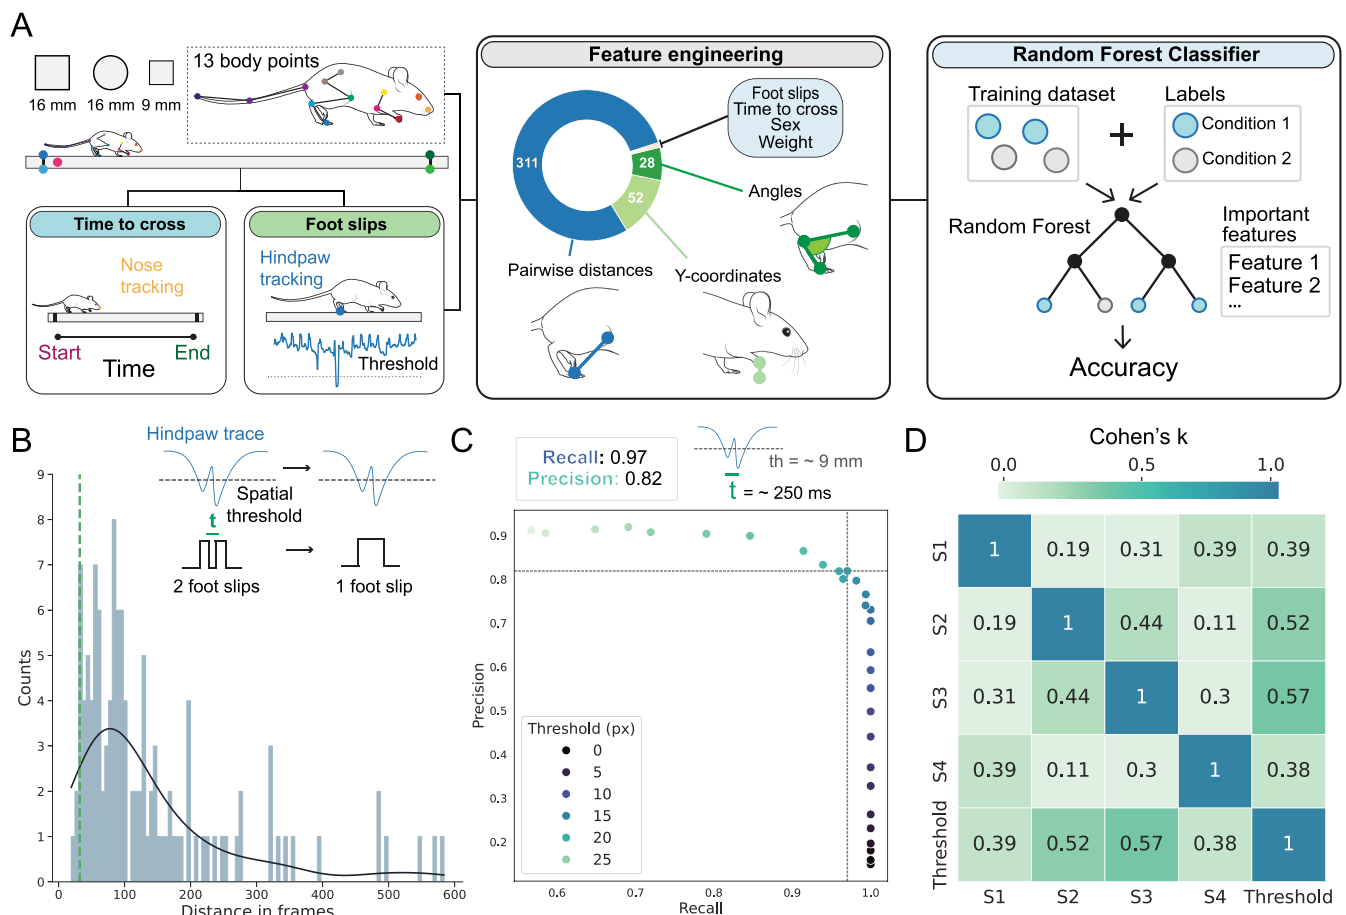 A
16 mm
16 mm
9 mm
13 body points
Time to cross
Nose
tracking
Start
End
Time
Foot slips
Hindpaw
tracking
Threshold
Feature engineering
311
28
52
Foot slips
Time to cross
Sex
Weight
Angles
Pairwise distances
Y-coordinates
Random Forest Classifier
Training dataset
+
Labels
Condition 1
Condition 2
Random Forest
Important
features
Feature 1
Feature 2
...
Accuracy
B
Hindpaw trace
Spatial
threshold
t
2 foot slips
1 foot slip
Counts
9
8
7
6
5
4
3
2
1
0
0 100 200 300 400 500 600
Distance in frames
C
Recall: 0.97
Precision: 0.82
th = ~ 9 mm
t = ~ 250 ms
Precision
0.9
0.8
0.7
0.6
0.5
0.4
0.3
0.2
Threshold (px)
0
5
10
15
20
25
0.6 0.7 0.8 0.9 1.0
Recall
D
Cohen's k
0.0 0.5 1.0
S1 1 0.19 0.31 0.39 0.39
S2 0.19 1 0.44 0.11 0.52
S3 0.31 0.44 1 0.3 0.57
S4 0.39 0.11 0.3 1 0.38
Threshold 0.39 0.52 0.57 0.38 1
S1 S2 S3 S4 Threshold